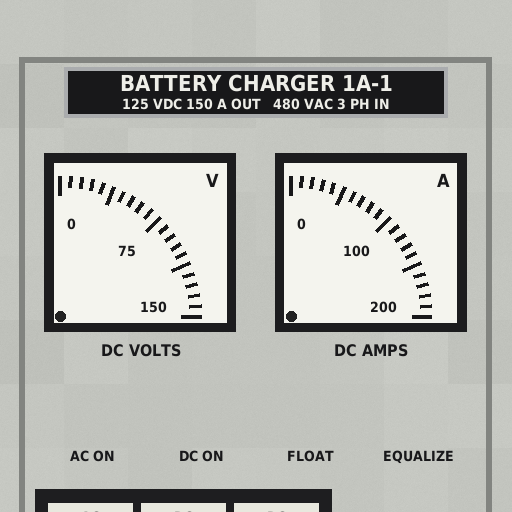 BATTERY CHARGER 1A-1
125 VDC 150 A OUT 480 VAC 3 PH IN
V
0
75
150
DC VOLTS
A
0
100
200
DC AMPS
AC ON
DC ON
FLOAT
EQUALIZE